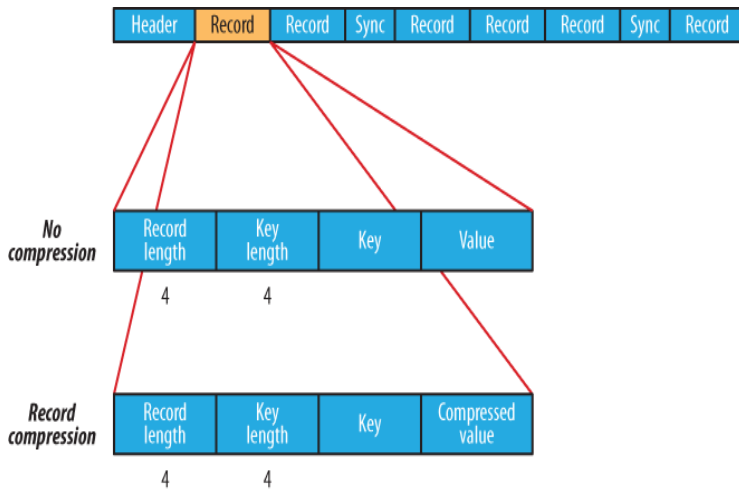 Header Record Record Sync Record Record Record Sync Record
No compression
Record length Key length Key Value
4 4
Record compression
Record length Key length Key Compressed value
4 4